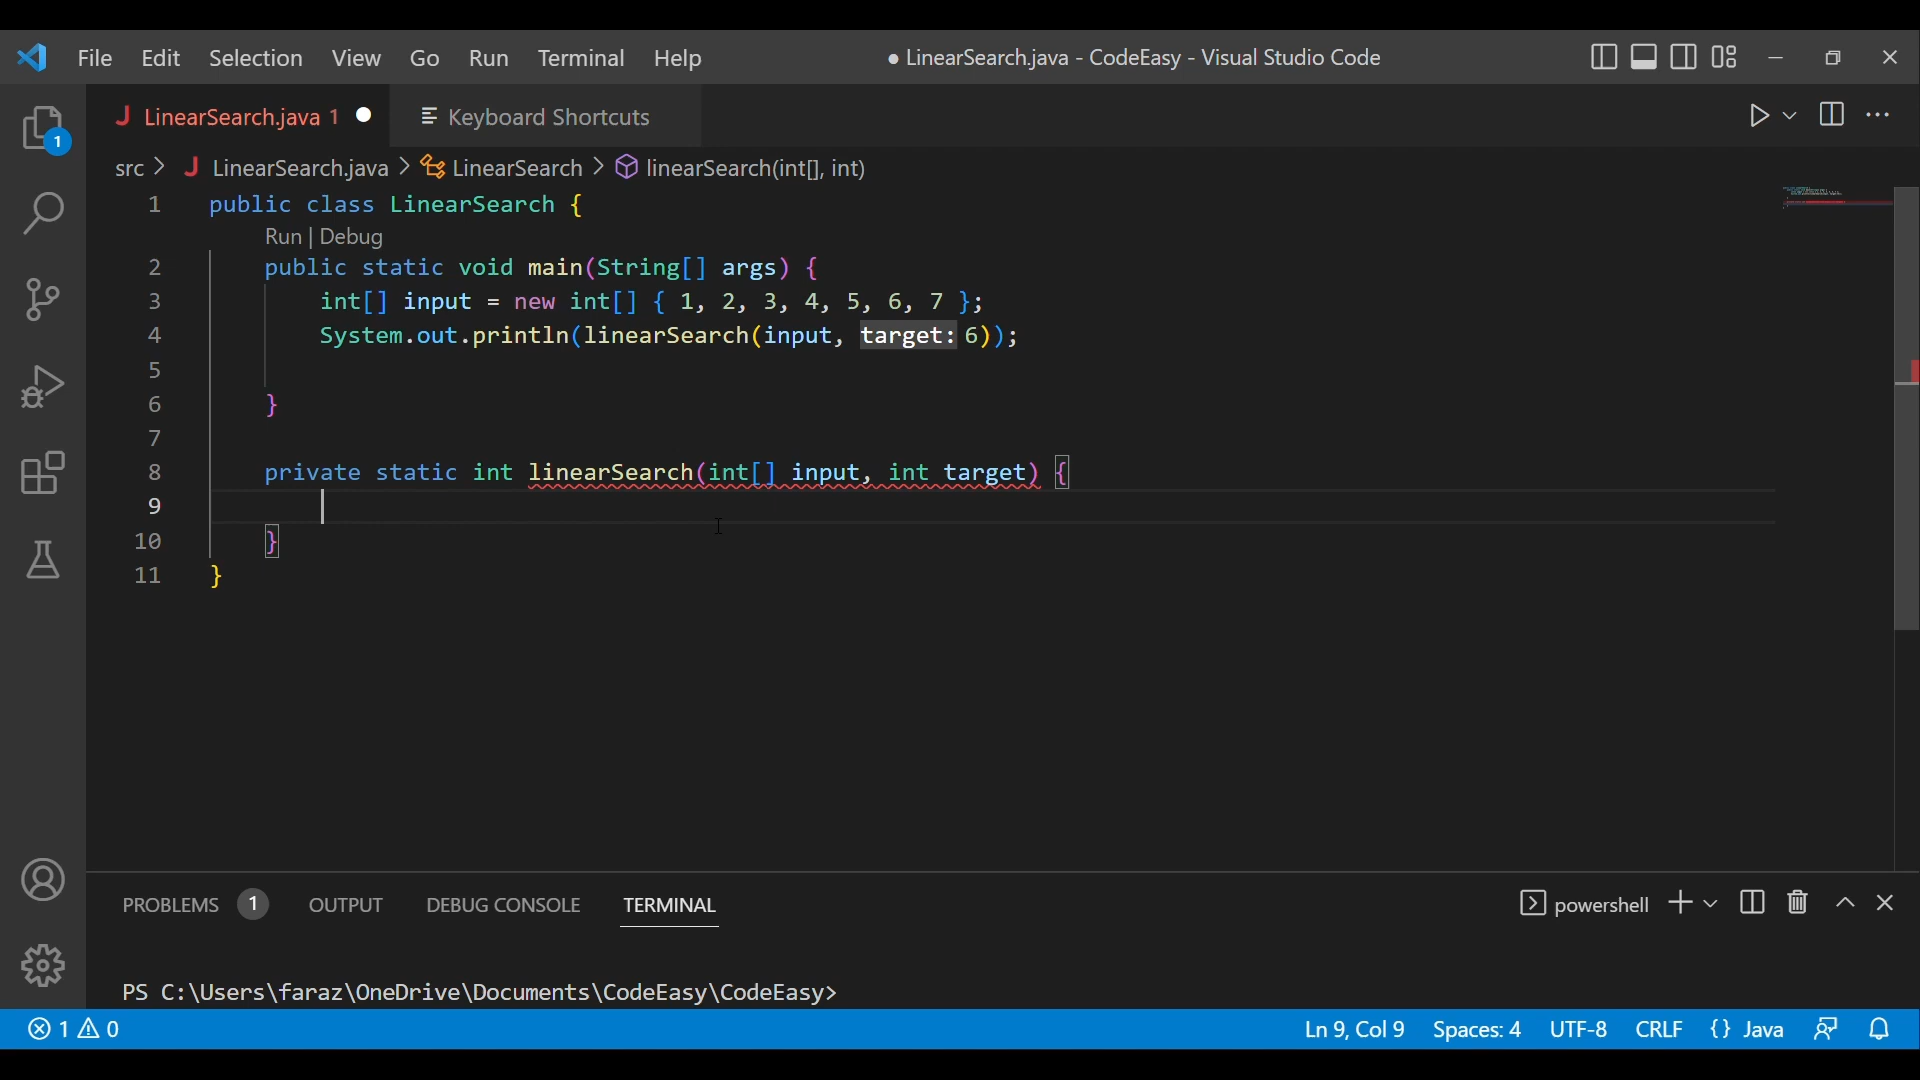 File Edit Selection View Go Run Terminal Help ● LinearSearch.java - CodeEasy - Visual Studio Code
J LinearSearch.java 1 ● Keyboard Shortcuts
1
src > J LinearSearch.java > LinearSearch > linearSearch(int[], int)
1 public class LinearSearch {
Run | Debug
2 public static void main(String[] args) {
3 int[] input = new int[] { 1, 2, 3, 4, 5, 6, 7 };
4 System.out.println(linearSearch(input, target: 6));
5
6 }
7
8 private static int linearSearch(int[] input, int target) {
9
10 }
11 }
PROBLEMS 1 OUTPUT DEBUG CONSOLE TERMINAL powershell
PS C:\Users\faraz\OneDrive\Documents\CodeEasy\CodeEasy>
1 0 Ln 9, Col 9 Spaces: 4 UTF-8 CRLF {} Java